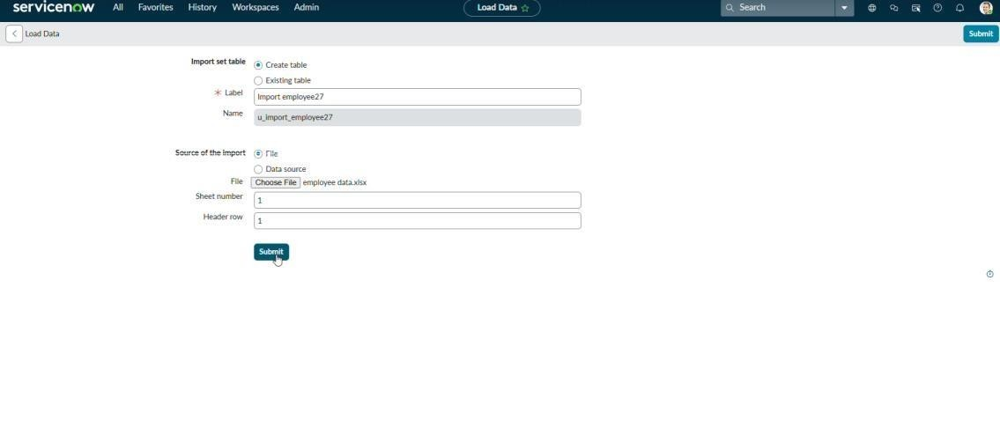 servicenow All Favorites History Workspaces Admin Load Data Search
Load Data Submit
Import set table Create table
Existing table
* Label Import employee27
Name u_import_employee27
Source of the import File
Data source
File Choose File employee data.xlsx
Sheet number 1
Header row 1
Submit